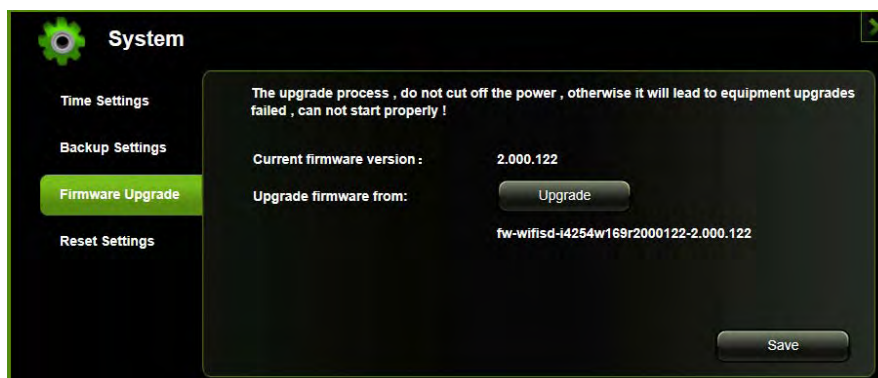 System
Time Settings
Backup Settings
Firmware Upgrade
Reset Settings
The upgrade process , do not cut off the power , otherwise it will lead to equipment upgrades
failed , can not start properly !
Current firmware version : 2.000.122
Upgrade firmware from: Upgrade
fw-wifisd-i4254w169r2000122-2.000.122
Save